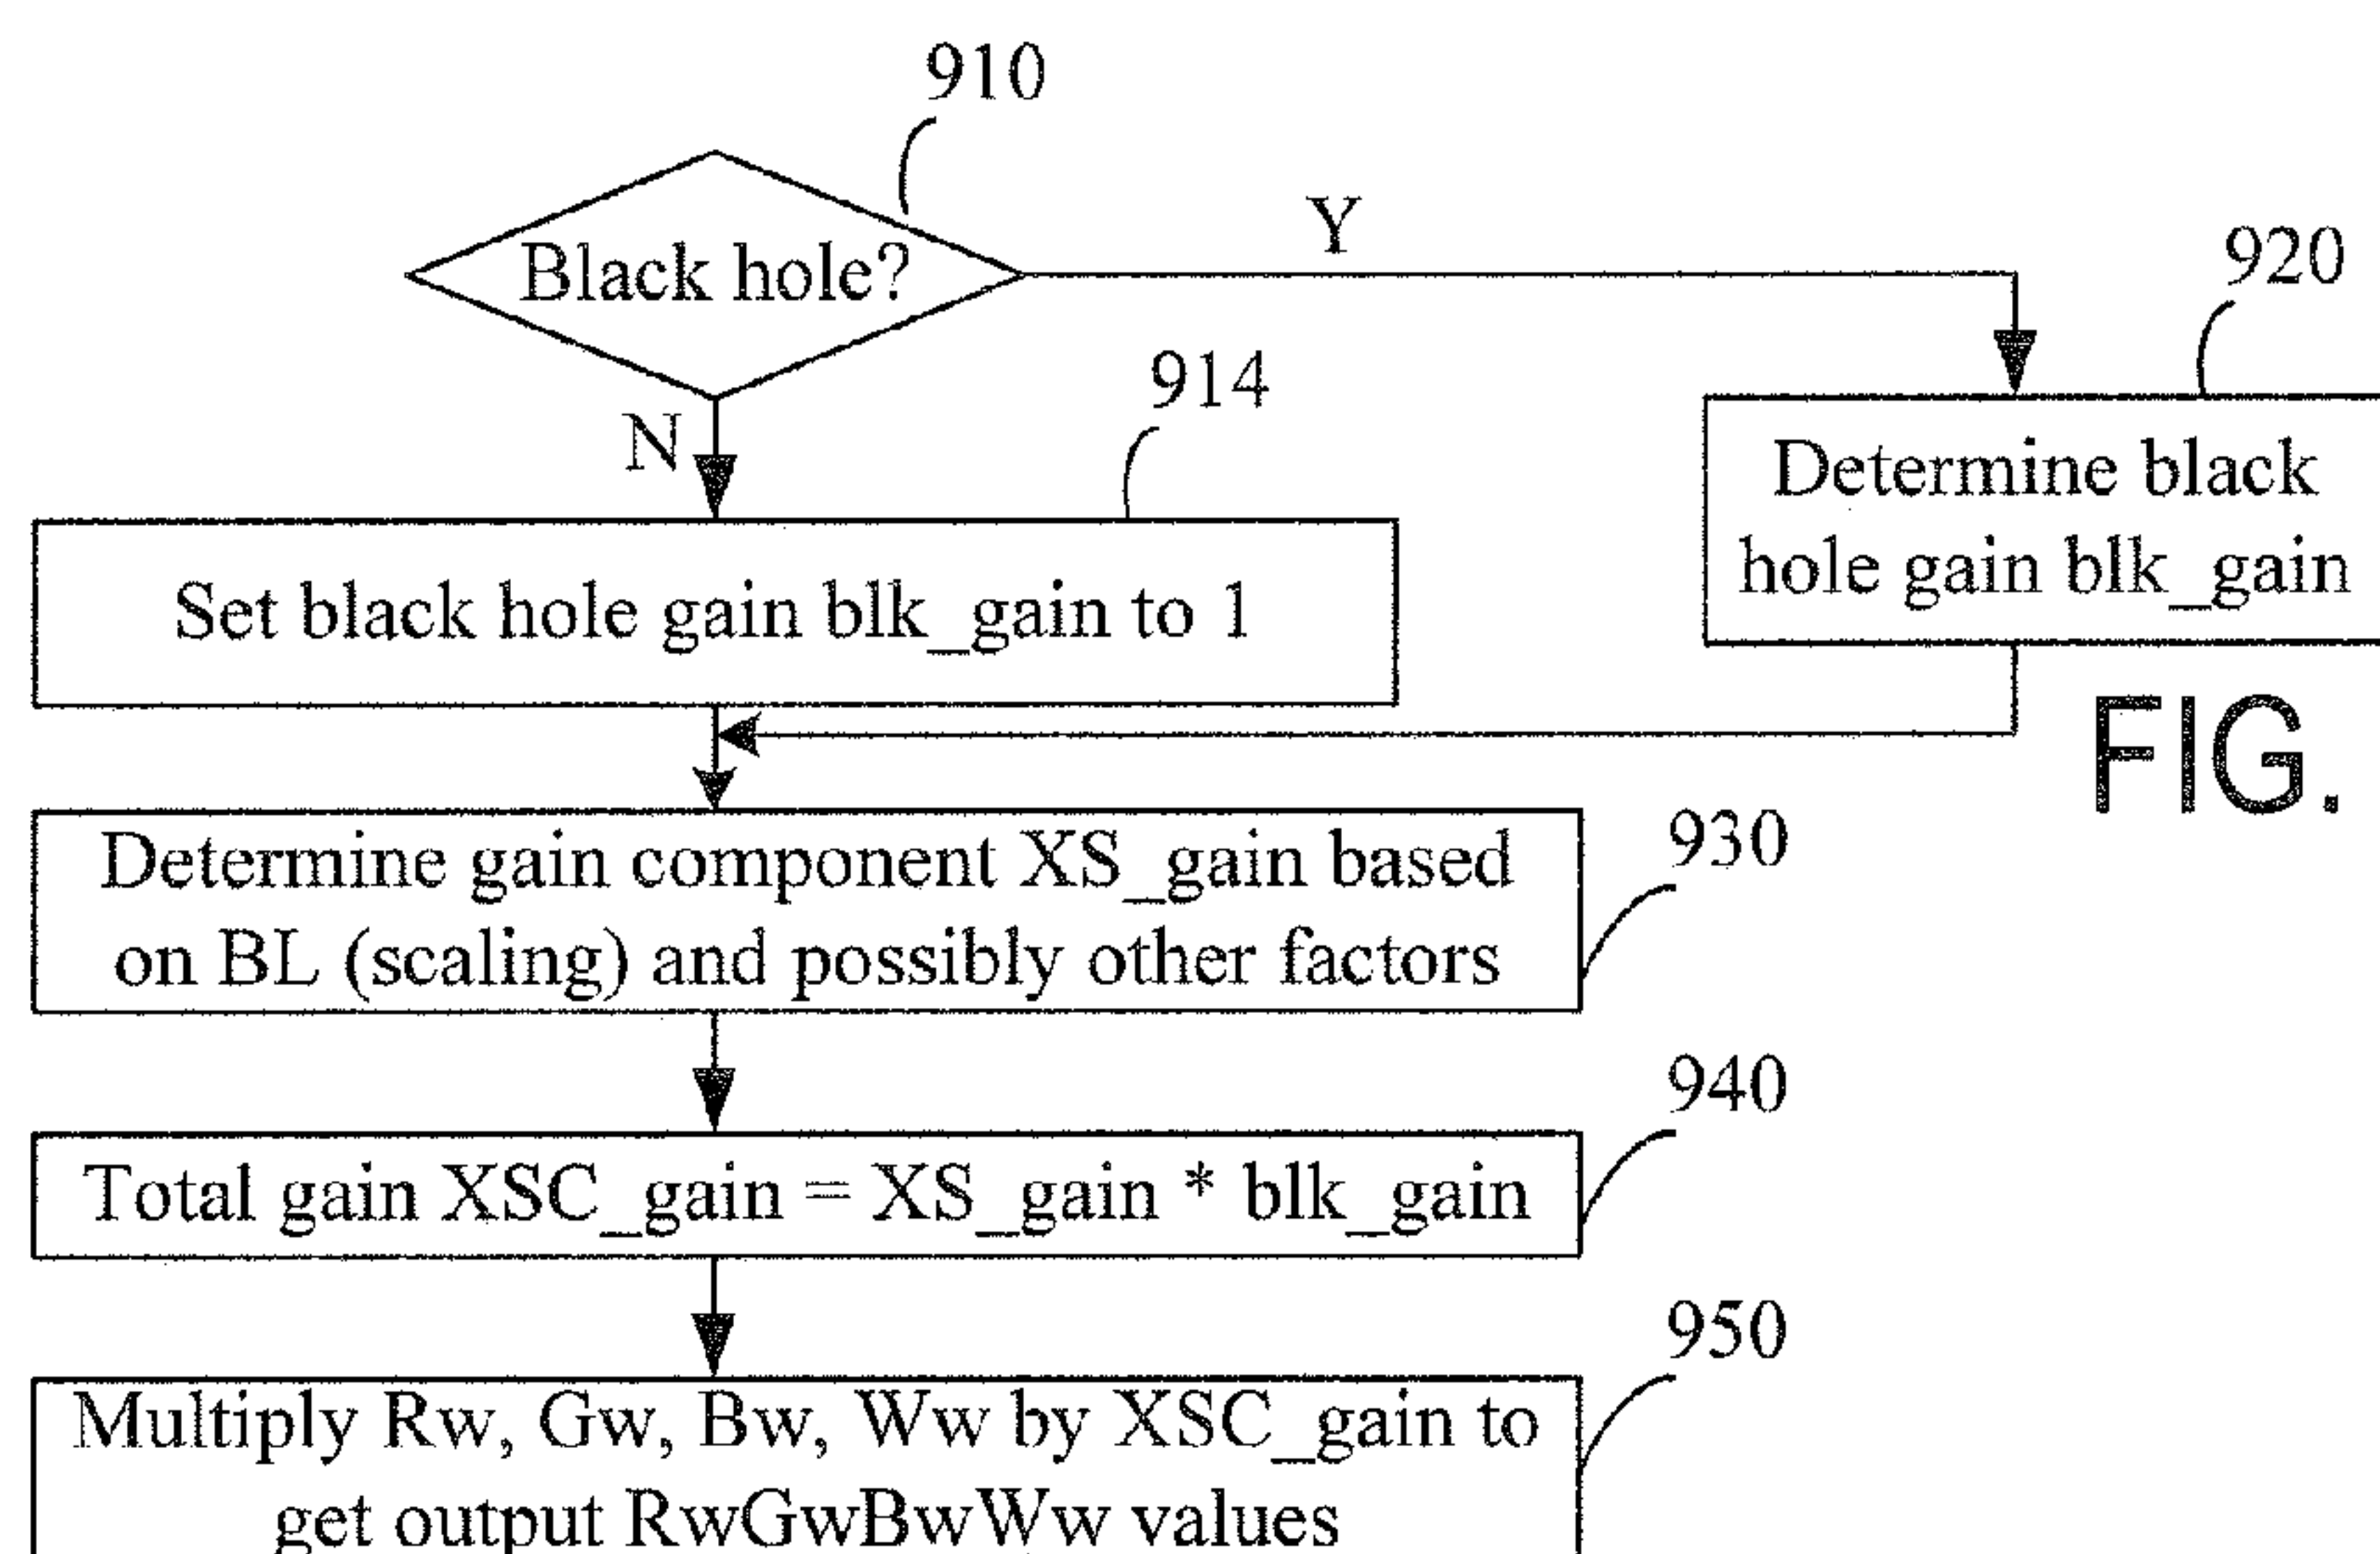 910
Black hole?
Y
920
N
914
Determine black
hole gain blk_gain
Set black hole gain blk_gain to 1
FIG.
930
Determine gain component XS_gain based
on BL (scaling) and possibly other factors
940
Total gain XSC_gain = XS_gain * blk_gain
950
Multiply Rw, Gw, Bw, Ww by XSC_gain to
get output RwGwBwWw values